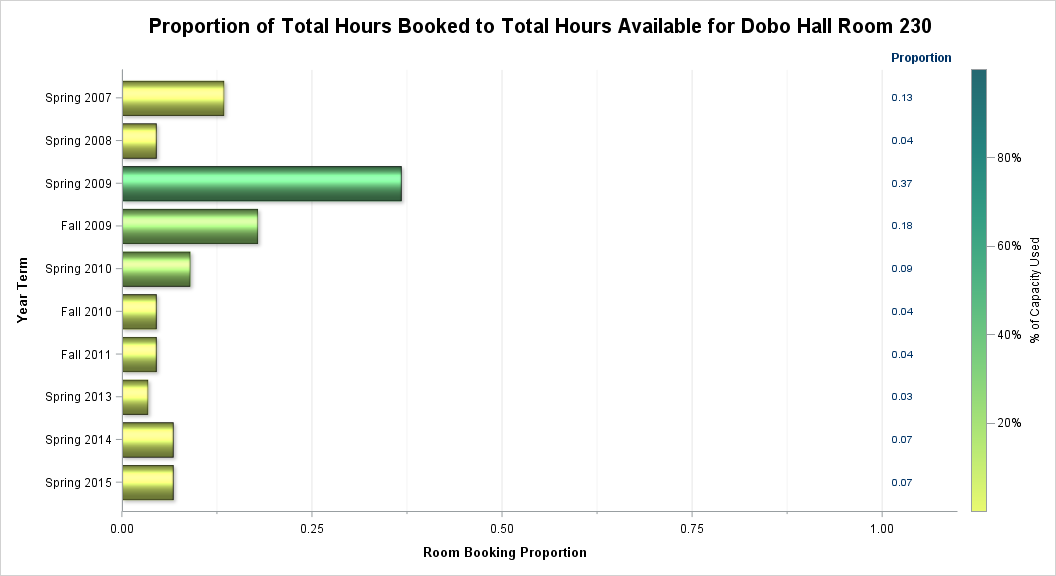 Proportion of Total Hours Booked to Total Hours Available for Dobo Hall Room 230
Proportion
Spring 2007 0.13
Spring 2008 0.04
Spring 2009 0.37
Fall 2009 0.18
Spring 2010 0.09
Fall 2010 0.04
Fall 2011 0.04
Spring 2013 0.03
Spring 2014 0.07
Spring 2015 0.07
Year Term
0.00 0.25 0.50 0.75 1.00
Room Booking Proportion
80%
60%
40%
20%
% of Capacity Used